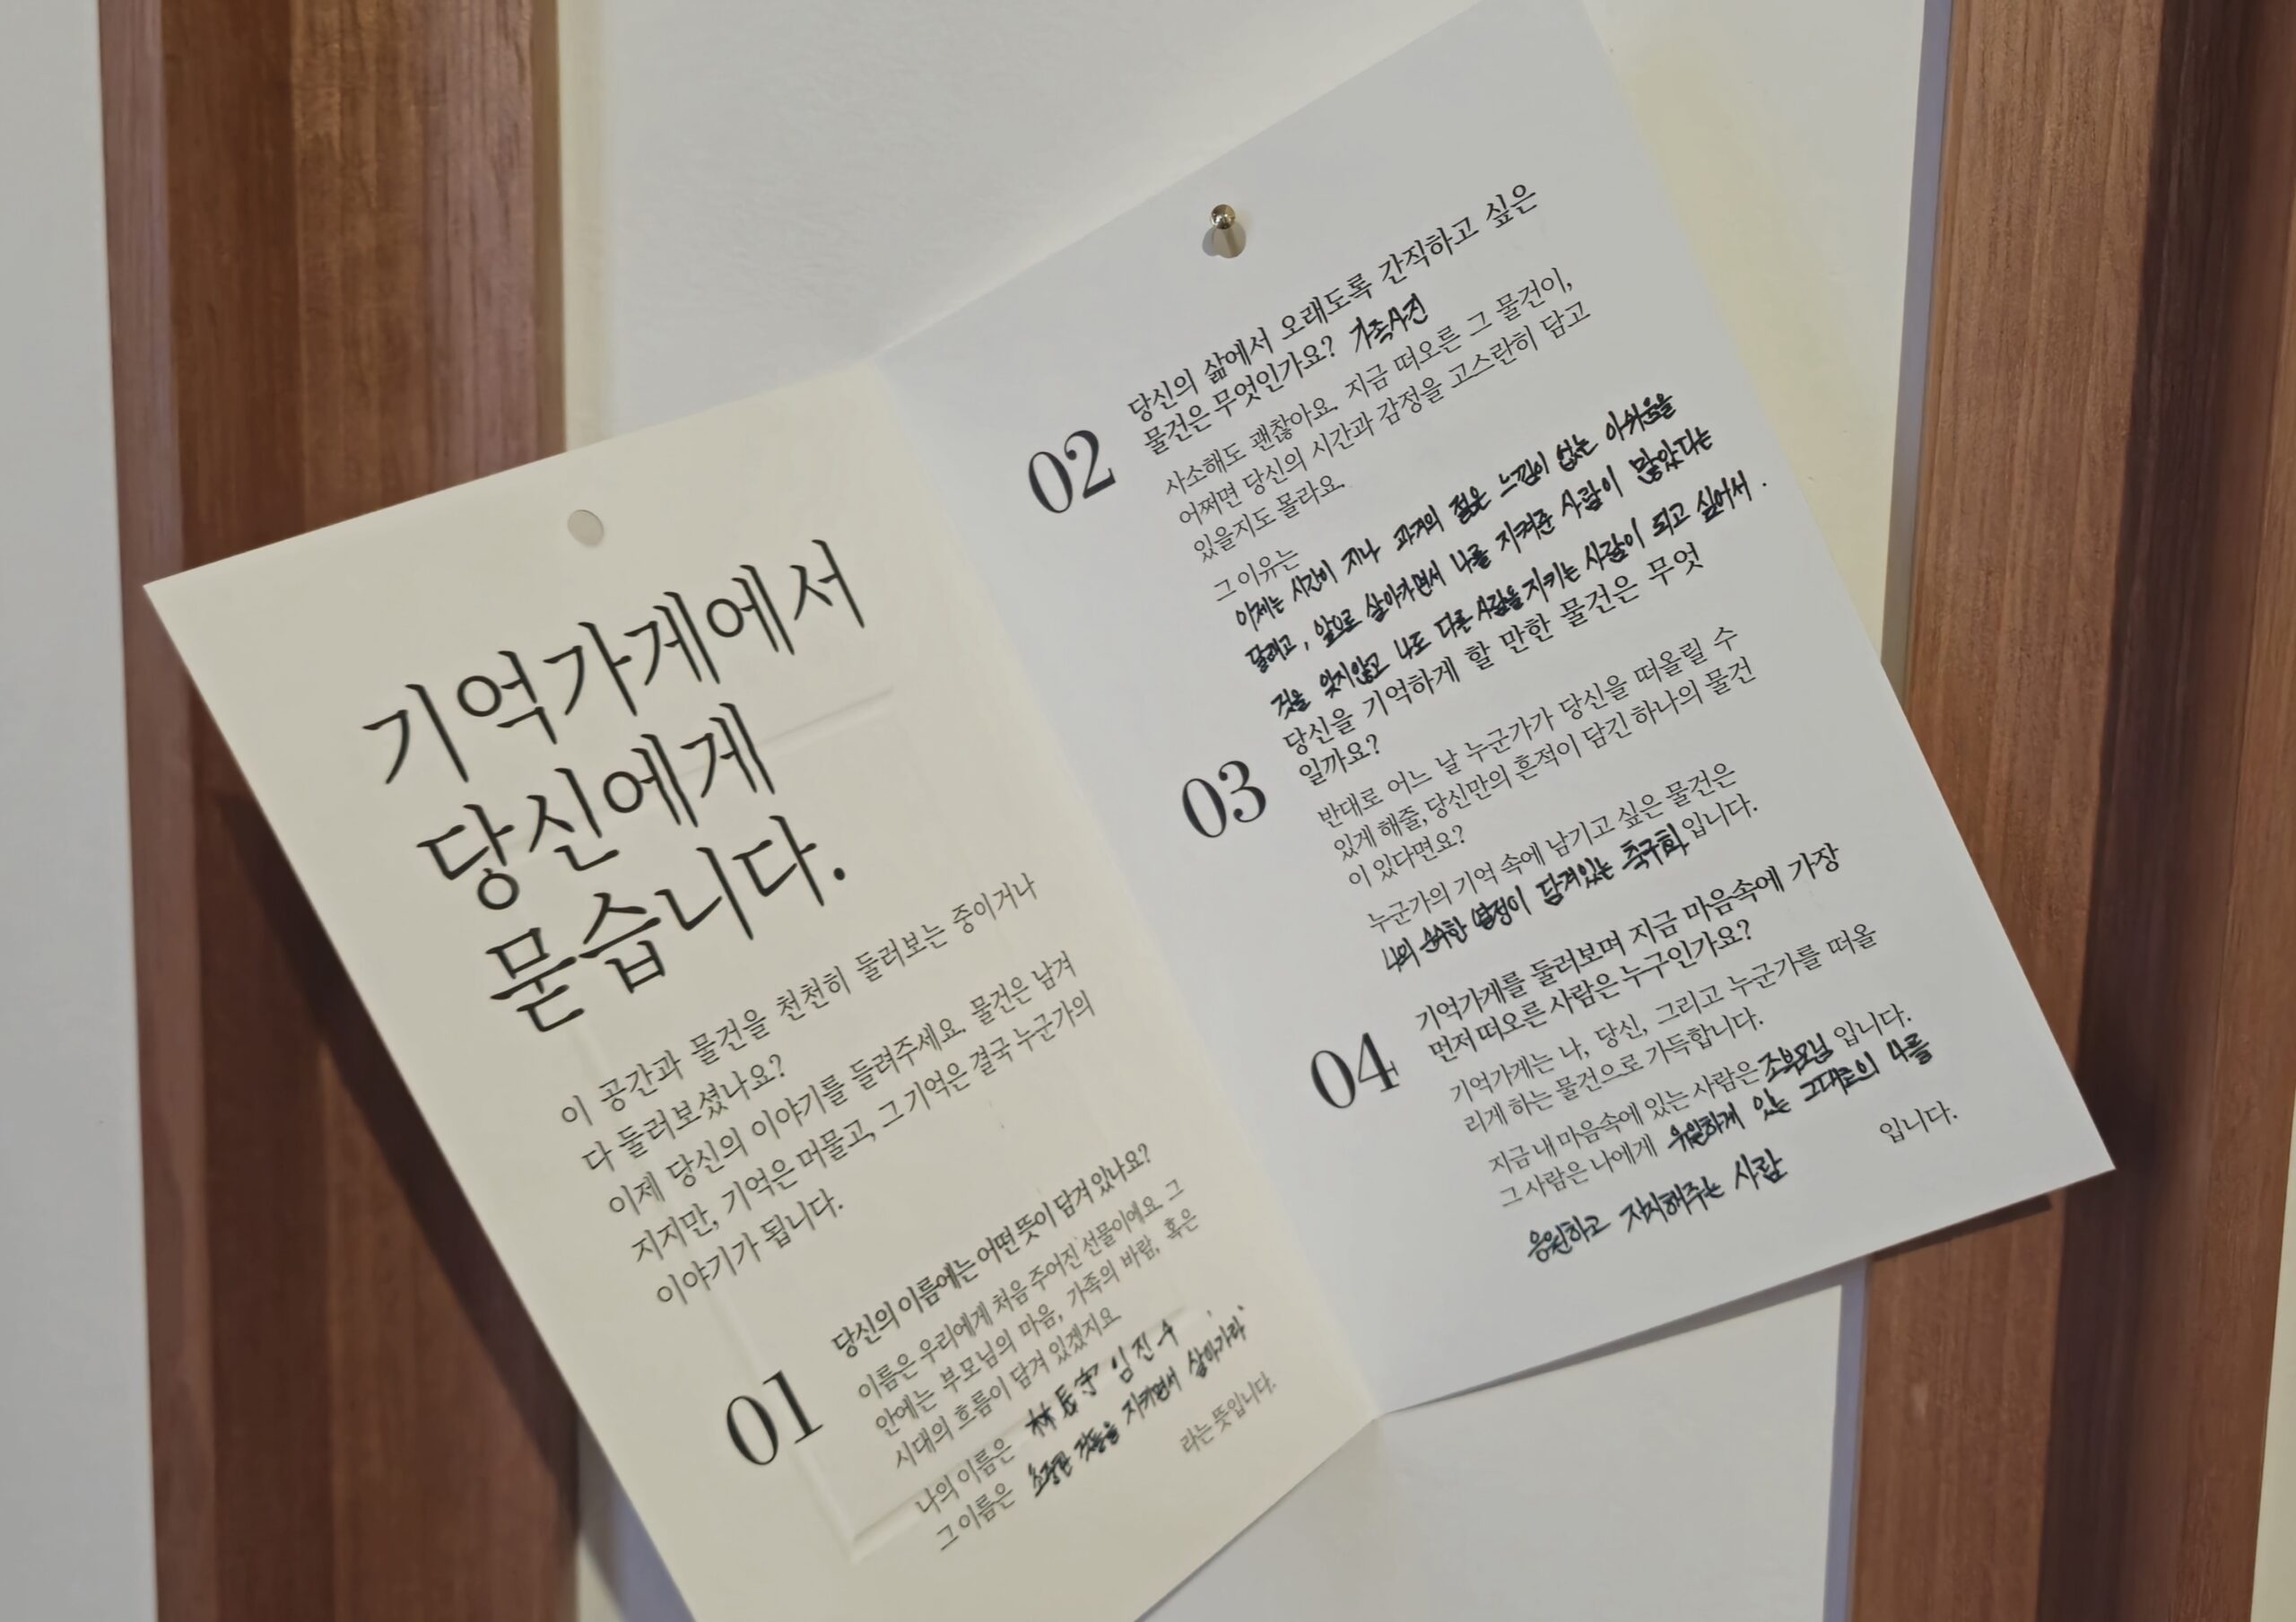 기억가게에서
당신에게
묻습니다.
이 공간과 물건을 천천히 둘러보는 중이거나
다 둘러보셨나요?
이제 당신의 이야기를 들려주세요. 물건은 남겨
지지만, 기억은 머물고, 그 기억은 결국 누군가의
이야기가 됩니다.
01
당신의 이름에는 어떤 뜻이 담겨 있나요?
이름은 우리에게 처음 주어진 선물이에요. 그
안에는 부모님의 마음, 가족의 바람, 혹은
시대의 흐름이 담겨 있겠지요.
나의 이름은 林 임진수
그 이름은 소중한 것들을 지키면서 살아가라
라는 뜻입니다.
02
당신의 삶에서 오래도록 간직하고 싶은
물건은 무엇인가요? 가족사진
사소해도 괜찮아요. 지금 떠오른 그 물건이,
어쩌면 당신의 시간과 감정을 고스란히 담고
있을지도 몰라요.
그 이유는
이제는 시간이 지나 과거의 젊은 느낌이 없는 아쉬움을
달래고, 앞으로 살아가면서 나를 지켜준 사람이 많았다는
것을 잊지않고 나도 다른 사람을 지키는 사람이 되고 싶어서.
03
당신을 기억하게 할 만한 물건은 무엇
일까요?
반대로 어느 날 누군가가 당신을 떠올릴 수
있게 해줄, 당신만의 흔적이 담긴 하나의 물건
이 있다면요?
누군가의 기억 속에 남기고 싶은 물건은
나의 순수한 열정이 담겨있는 축구화 입니다.
04
기억가게를 둘러보며 지금 마음속에 가장
먼저 떠오른 사람은 누구인가요?
기억가게는 나, 당신, 그리고 누군가를 떠올
리게 하는 물건으로 가득합니다.
지금 내 마음속에 있는 사람은 조부모님 입니다.
그 사람은 나에게 유일하게 있는 그대로의 나를
응원하고 지지해주는 사람 입니다.